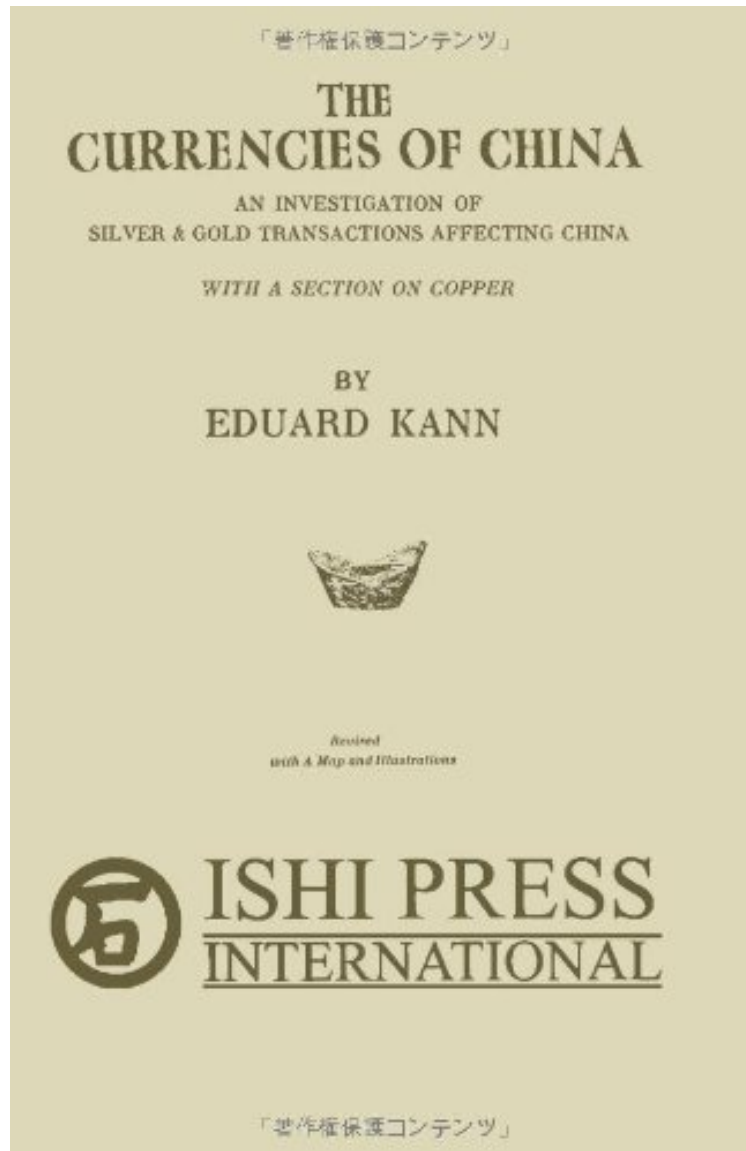 「著作権保護コンテンツ」
THE
CURRENCIES OF CHINA
AN INVESTIGATION OF
SILVER & GOLD TRANSACTIONS AFFECTING CHINA
WITH A SECTION ON COPPER
BY
EDUARD KANN
Revised
with A Map and Illustrations
石
ISHI PRESS
INTERNATIONAL
「著作権保護コンテンツ」